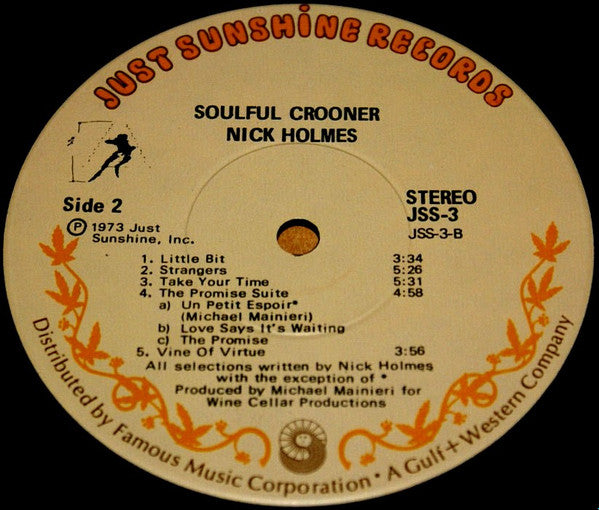 JUST SUNSHINE RECORDS
SOULFUL CROONER
NICK HOLMES
Side 2
Ⓟ 1973 Just
Sunshine, Inc.
STEREO
JSS-3
JSS-3-B
1. Little Bit 3:34
2. Strangers 5:26
3. Take Your Time 5:31
4. The Promise Suite 4:58
a) Un Petit Espoir*
(Michael Mainieri)
b) Love Says It's Waiting
c) The Promise
5. Vine Of Virtue 3:56
All selections written by Nick Holmes
with the exception of *
Produced by Michael Mainieri for
Wine Cellar Productions
Distributed by Famous Music Corporation • A Gulf+Western Company